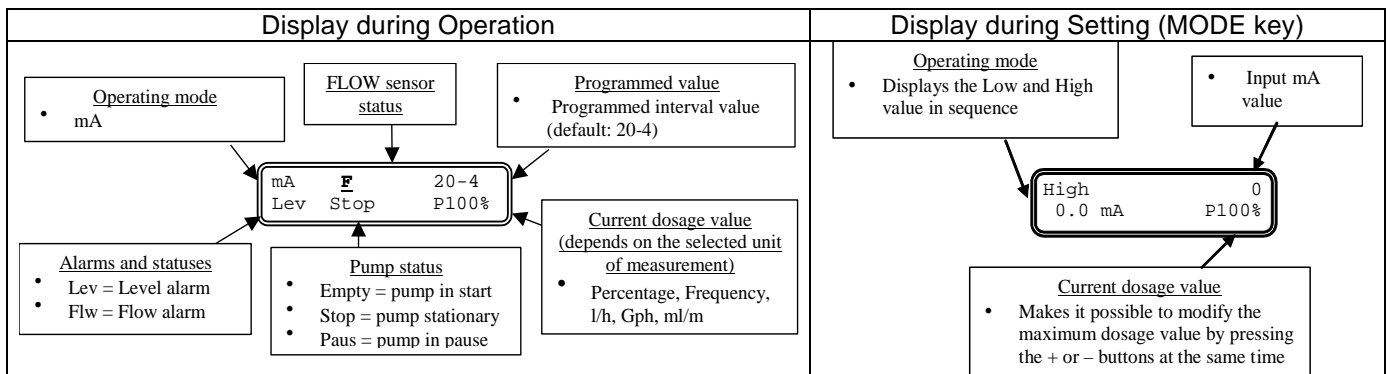 Display during Operation
Operating mode
• mA
FLOW sensor
status
Programmed value
• Programmed interval value
(default: 20-4)
mA F 20-4
Lev Stop P100%
Alarms and statuses
• Lev = Level alarm
• Flw = Flow alarm
Pump status
• Empty = pump in start
• Stop = pump stationary
• Paus = pump in pause
Current dosage value
(depends on the selected unit
of measurement)
• Percentage, Frequency,
l/h, Gph, ml/m
Display during Setting (MODE key)
Operating mode
• Displays the Low and High
value in sequence
• Input mA
value
High 0
0.0 mA P100%
Current dosage value
• Makes it possible to modify the
maximum dosage value by pressing
the + or – buttons at the same time